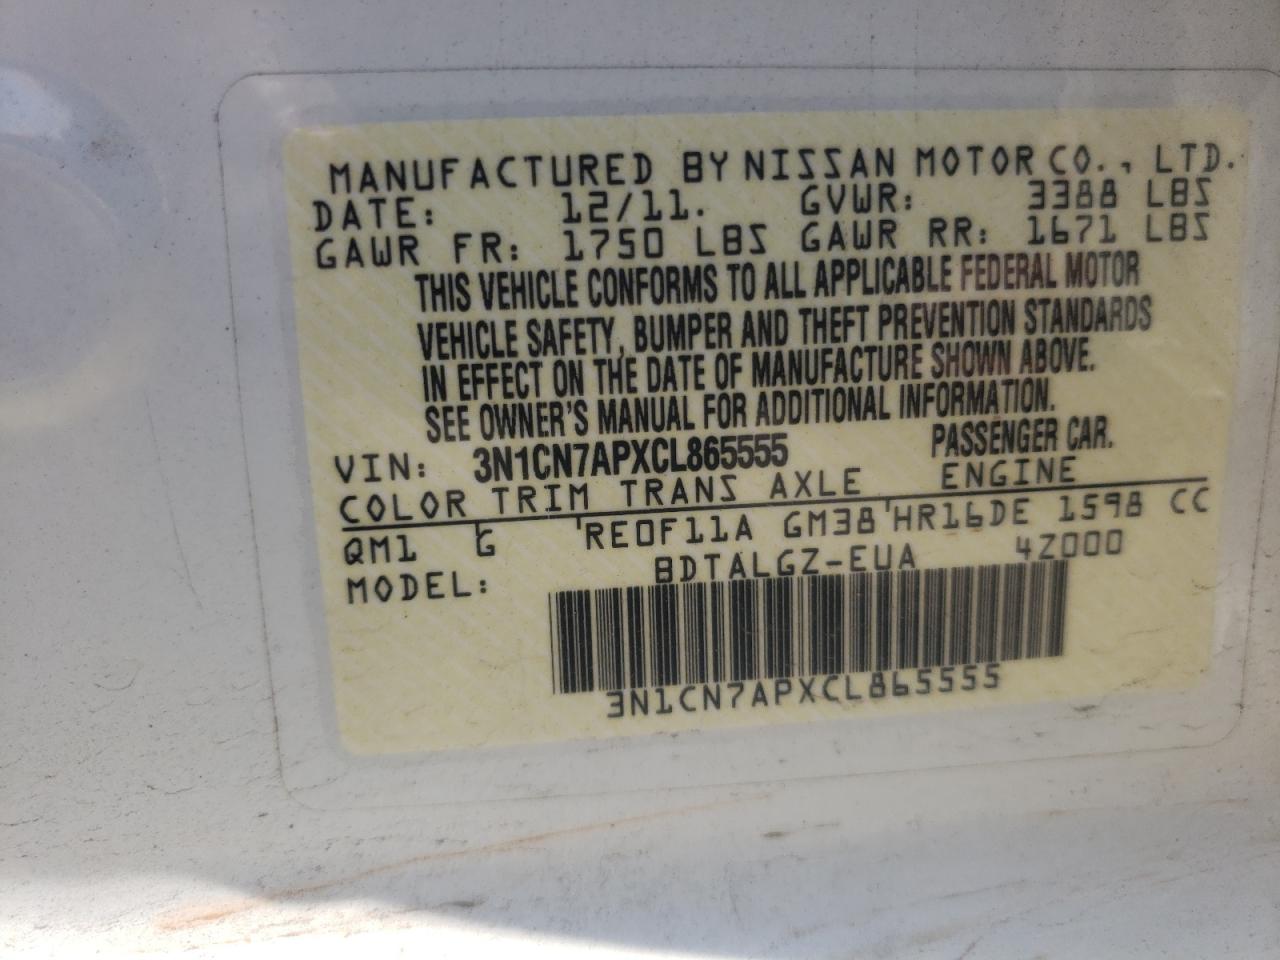 MANUFACTURED BY NISSAN MOTOR CO., LTD.
DATE: 12/11. GVWR: 3388 LBS
GAWR FR: 1750 LBS GAWR RR: 1671 LBS
THIS VEHICLE CONFORMS TO ALL APPLICABLE FEDERAL MOTOR
VEHICLE SAFETY, BUMPER AND THEFT PREVENTION STANDARDS
IN EFFECT ON THE DATE OF MANUFACTURE SHOWN ABOVE.
SEE OWNER'S MANUAL FOR ADDITIONAL INFORMATION.
VIN: 3N1CN7APXCL865555 PASSENGER CAR.
COLOR TRIM TRANS AXLE ENGINE
QM1 G RE0F11A GM38 HR16DE 1598 CC
MODEL: BDTALGZ-EUA 4Z000
3N1CN7APXCL865555